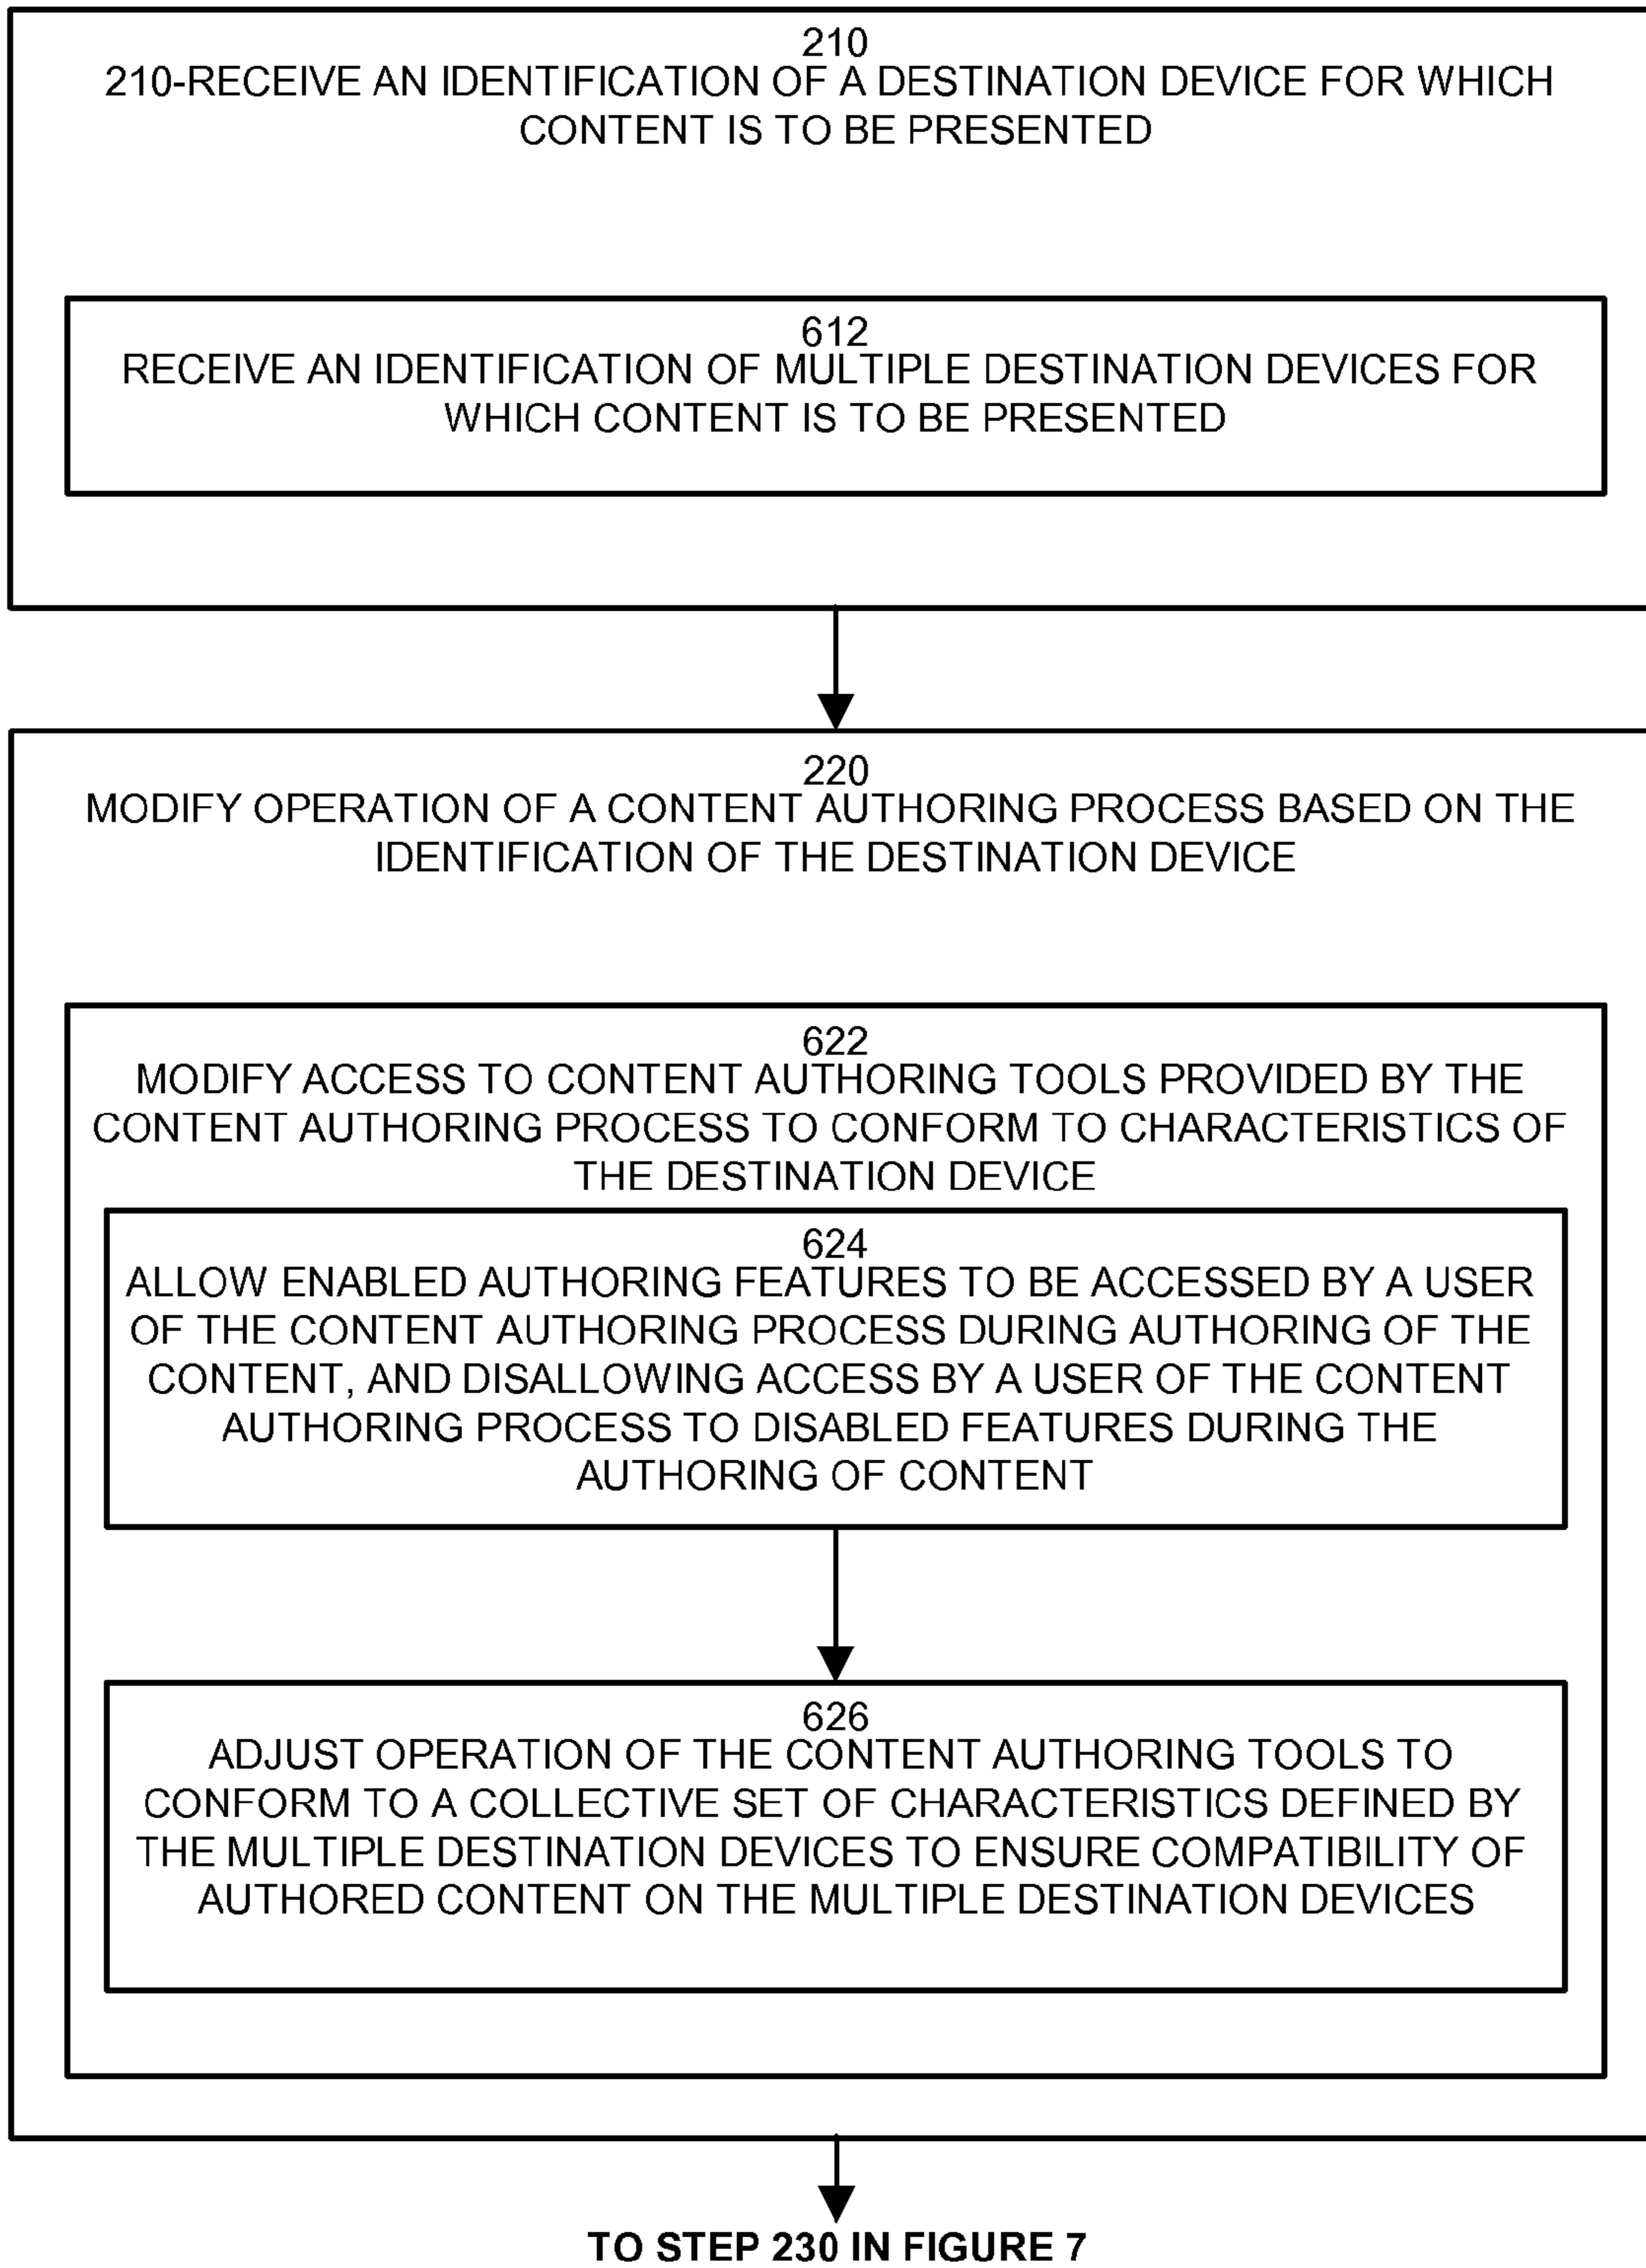 210
210-RECEIVE AN IDENTIFICATION OF A DESTINATION DEVICE FOR WHICH
CONTENT IS TO BE PRESENTED
612
RECEIVE AN IDENTIFICATION OF MULTIPLE DESTINATION DEVICES FOR
WHICH CONTENT IS TO BE PRESENTED
220
MODIFY OPERATION OF A CONTENT AUTHORING PROCESS BASED ON THE
IDENTIFICATION OF THE DESTINATION DEVICE
622
MODIFY ACCESS TO CONTENT AUTHORING TOOLS PROVIDED BY THE
CONTENT AUTHORING PROCESS TO CONFORM TO CHARACTERISTICS OF
THE DESTINATION DEVICE
624
ALLOW ENABLED AUTHORING FEATURES TO BE ACCESSED BY A USER
OF THE CONTENT AUTHORING PROCESS DURING AUTHORING OF THE
CONTENT, AND DISALLOWING ACCESS BY A USER OF THE CONTENT
AUTHORING PROCESS TO DISABLED FEATURES DURING THE
AUTHORING OF CONTENT
626
ADJUST OPERATION OF THE CONTENT AUTHORING TOOLS TO
CONFORM TO A COLLECTIVE SET OF CHARACTERISTICS DEFINED BY
THE MULTIPLE DESTINATION DEVICES TO ENSURE COMPATIBILITY OF
AUTHORED CONTENT ON THE MULTIPLE DESTINATION DEVICES
TO STEP 230 IN FIGURE 7